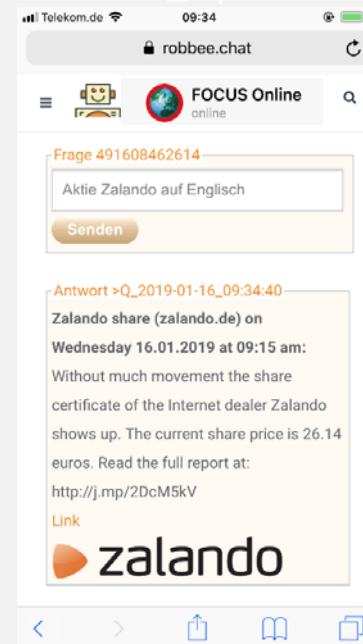 Telekom.de 09:34
robbee.chat
FOCUS Online
online
Frage 491608462614
Aktie Zalando auf Englisch
Senden
Antwort >Q_2019-01-16_09:34:40
Zalando share (zalando.de) on
Wednesday 16.01.2019 at 09:15 am:
Without much movement the share
certificate of the Internet dealer Zalando
shows up. The current share price is 26.14
euros. Read the full report at:
http://j.mp/2DcM5kV
Link
zalando